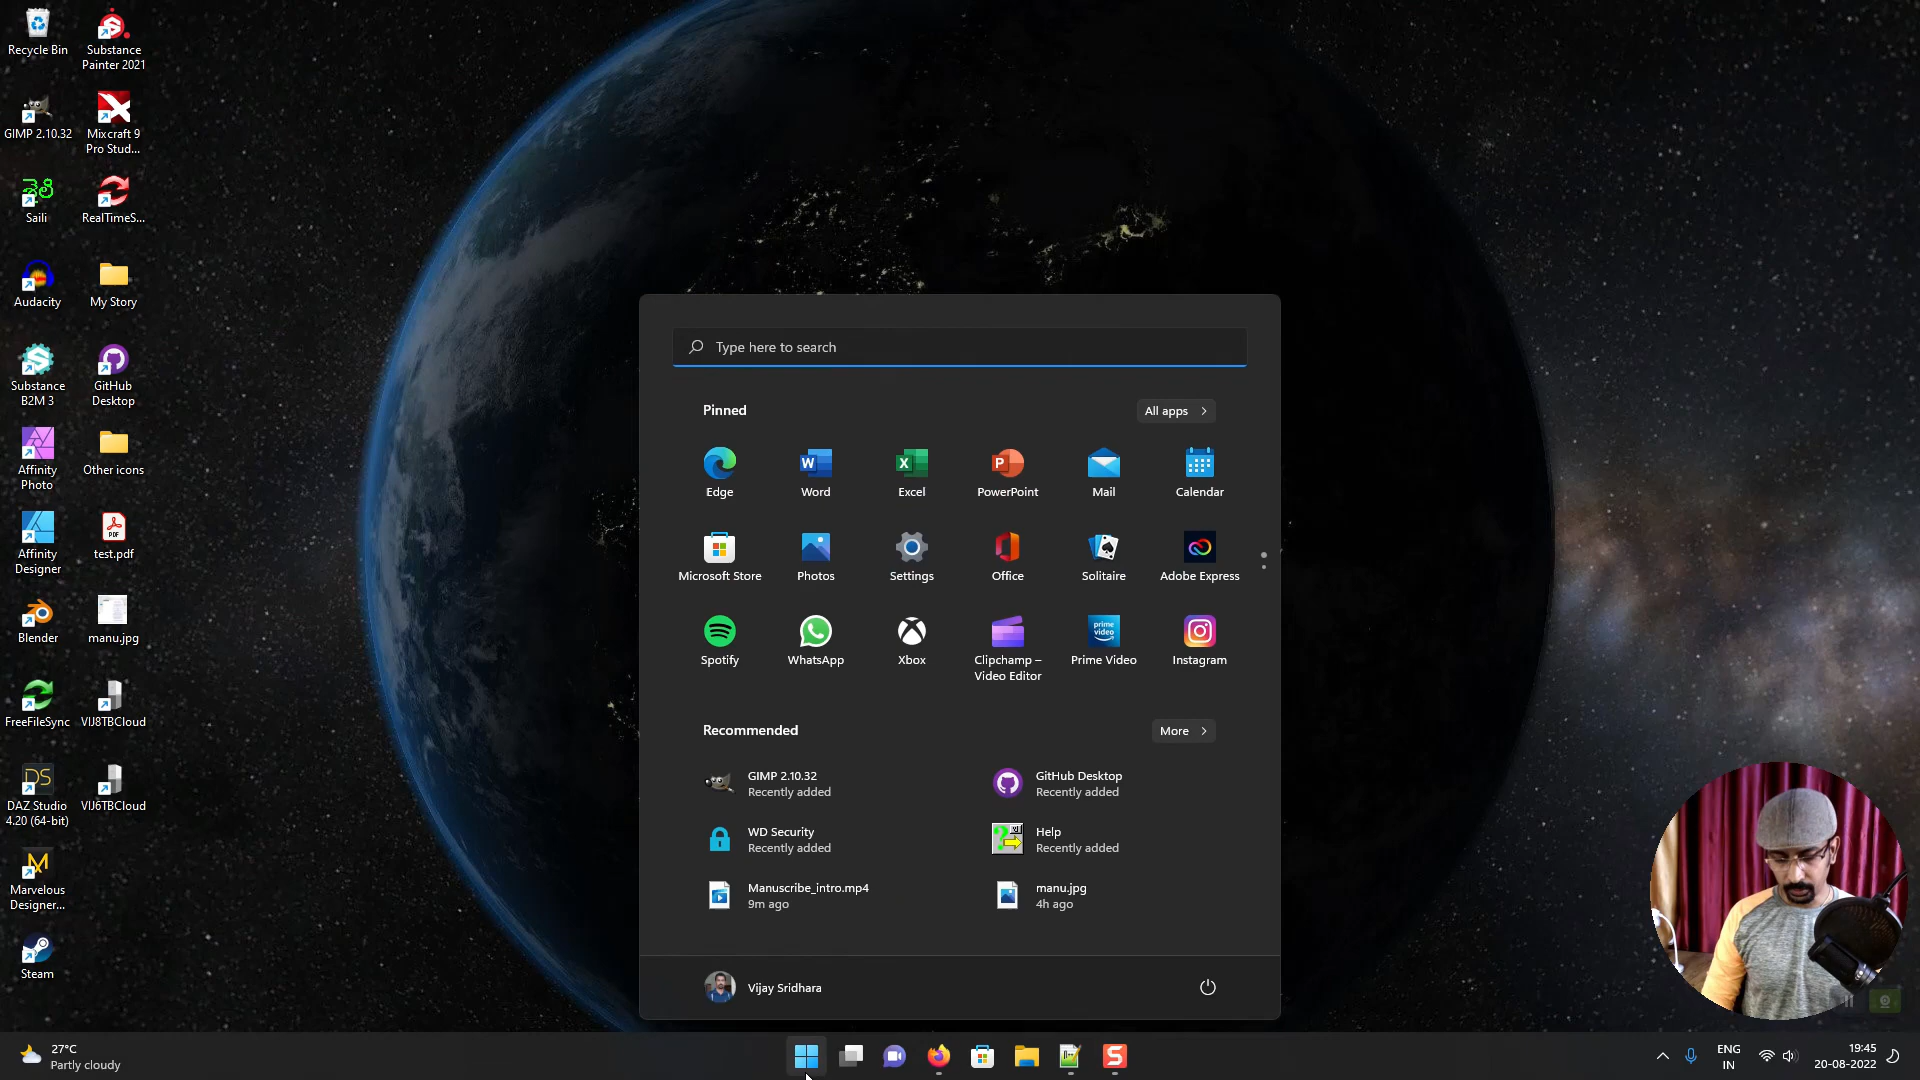 Recycle Bin
Substance
Painter 2021
GIMP 2.10.32
Mixcraft 9
Pro Stud...
శైలి
Saili
RealTimeS...
Audacity
My Story
Substance
B2M 3
GitHub
Desktop
Affinity
Photo
Other icons
Affinity
Designer
PDF
test.pdf
Blender
manu.jpg
FreeFileSync
VIJ8TBCloud
DS
DAZ Studio
4.20 (64-bit)
VIJ6TBCloud
Marvelous
Designer...
Steam
Type here to search
Pinned
All apps
Edge
Word
Excel
PowerPoint
Mail
Calendar
Microsoft Store
Photos
Settings
Office
Solitaire
Adobe Express
Spotify
WhatsApp
Xbox
Clipchamp –
Video Editor
prime
video
Prime Video
Instagram
Recommended
More
GIMP 2.10.32
Recently added
GitHub Desktop
Recently added
WD Security
Recently added
Help
Recently added
Manuscribe_intro.mp4
9m ago
manu.jpg
4h ago
Vijay Sridhara
27°C
Partly cloudy
ENG
IN
19:45
20-08-2022